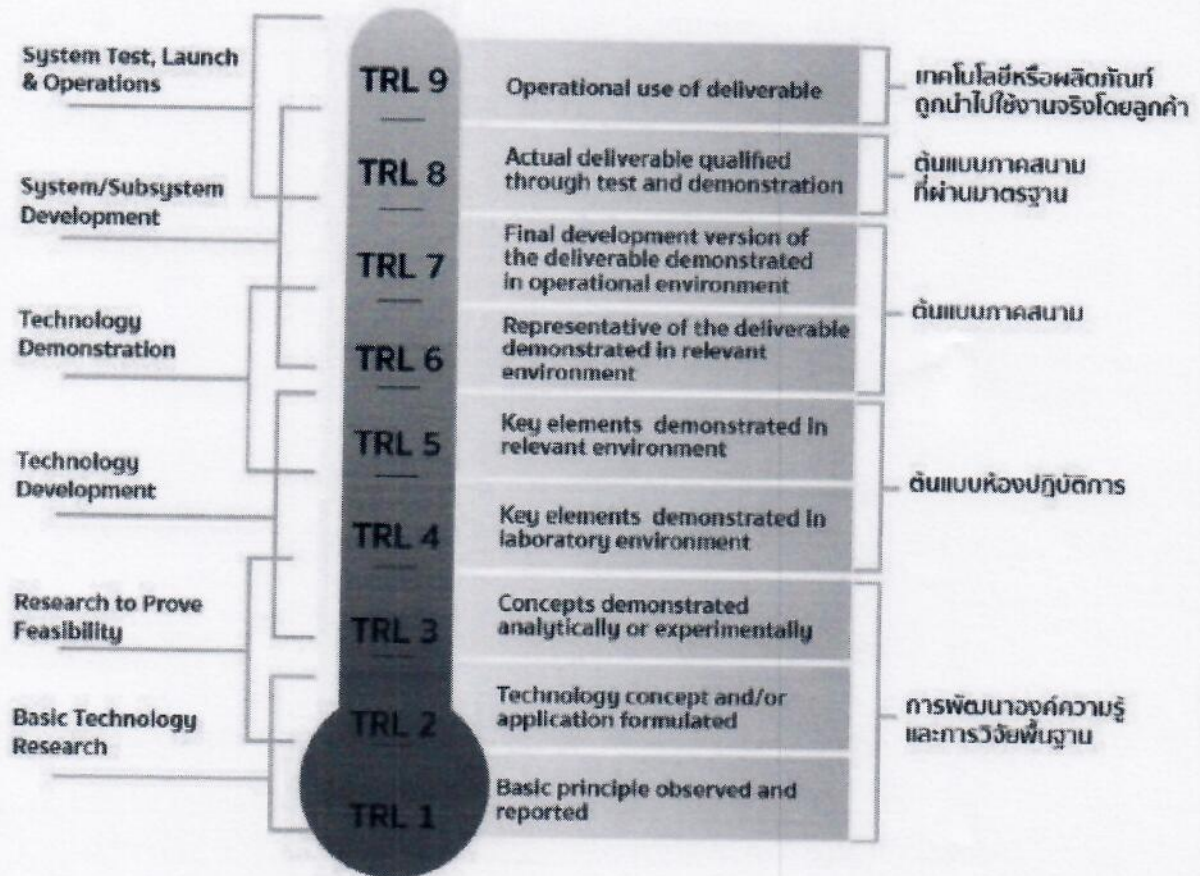 System Test, Launch
& Operations
System/Subsystem
Development
Technology
Demonstration
Technology
Development
Research to Prove
Feasibility
Basic Technology
Research
TRL 9
TRL 8
TRL 7
TRL 6
TRL 5
TRL 4
TRL 3
TRL 2
TRL 1
Operational use of deliverable
Actual deliverable qualified
through test and demonstration
Final development version of
the deliverable demonstrated
in operational environment
Representative of the deliverable
demonstrated in relevant
environment
Key elements demonstrated in
relevant environment
Key elements demonstrated in
laboratory environment
Concepts demonstrated
analytically or experimentally
Technology concept and/or
application formulated
Basic principle observed and
reported
เทคโนโลยีหรือผลิตภัณฑ์
ถูกนำไปใช้งานจริงโดยลูกค้า
ต้นแบบภาคสนาม
ที่ผ่านมาตรฐาน
ต้นแบบภาคสนาม
ต้นแบบห้องปฏิบัติการ
การพัฒนาองค์ความรู้
และการวิจัยพื้นฐาน